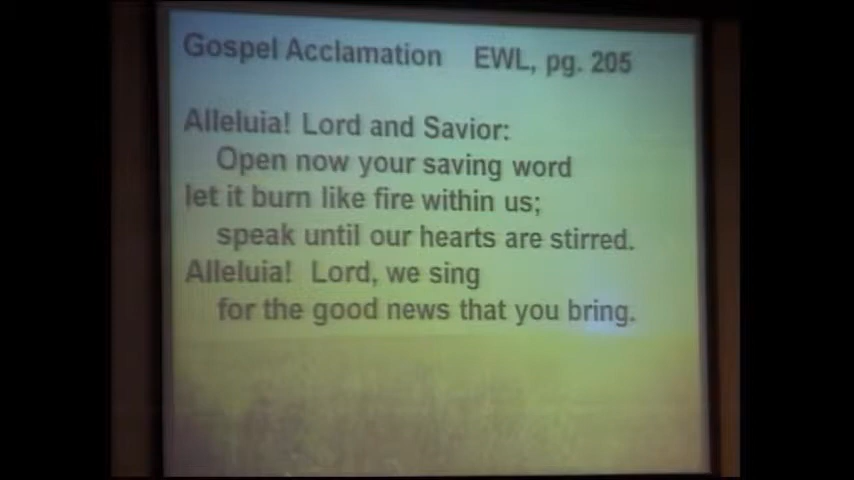 Gospel Acclamation EWL, pg. 205
Alleluia! Lord and Savior:
Open now your saving word
let it burn like fire within us;
speak until our hearts are stirred.
Alleluia! Lord, we sing
for the good news that you bring.